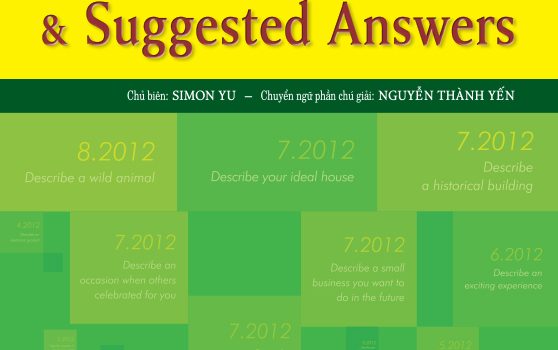 & Suggested Answers
Chủ biên: SIMON YU – Chuyển ngữ phần chú giải: NGUYỄN THÀNH YẾN
8.2012
Describe a wild animal
7.2012
Describe your ideal house
7.2012
Describe
a historical building
4.2012
7.2012
Describe an
occasion when others
celebrated for you
7.2012
Describe a small
business you want to
do in the future
6.2012
Describe an
exciting experience
7.2012
5.2012